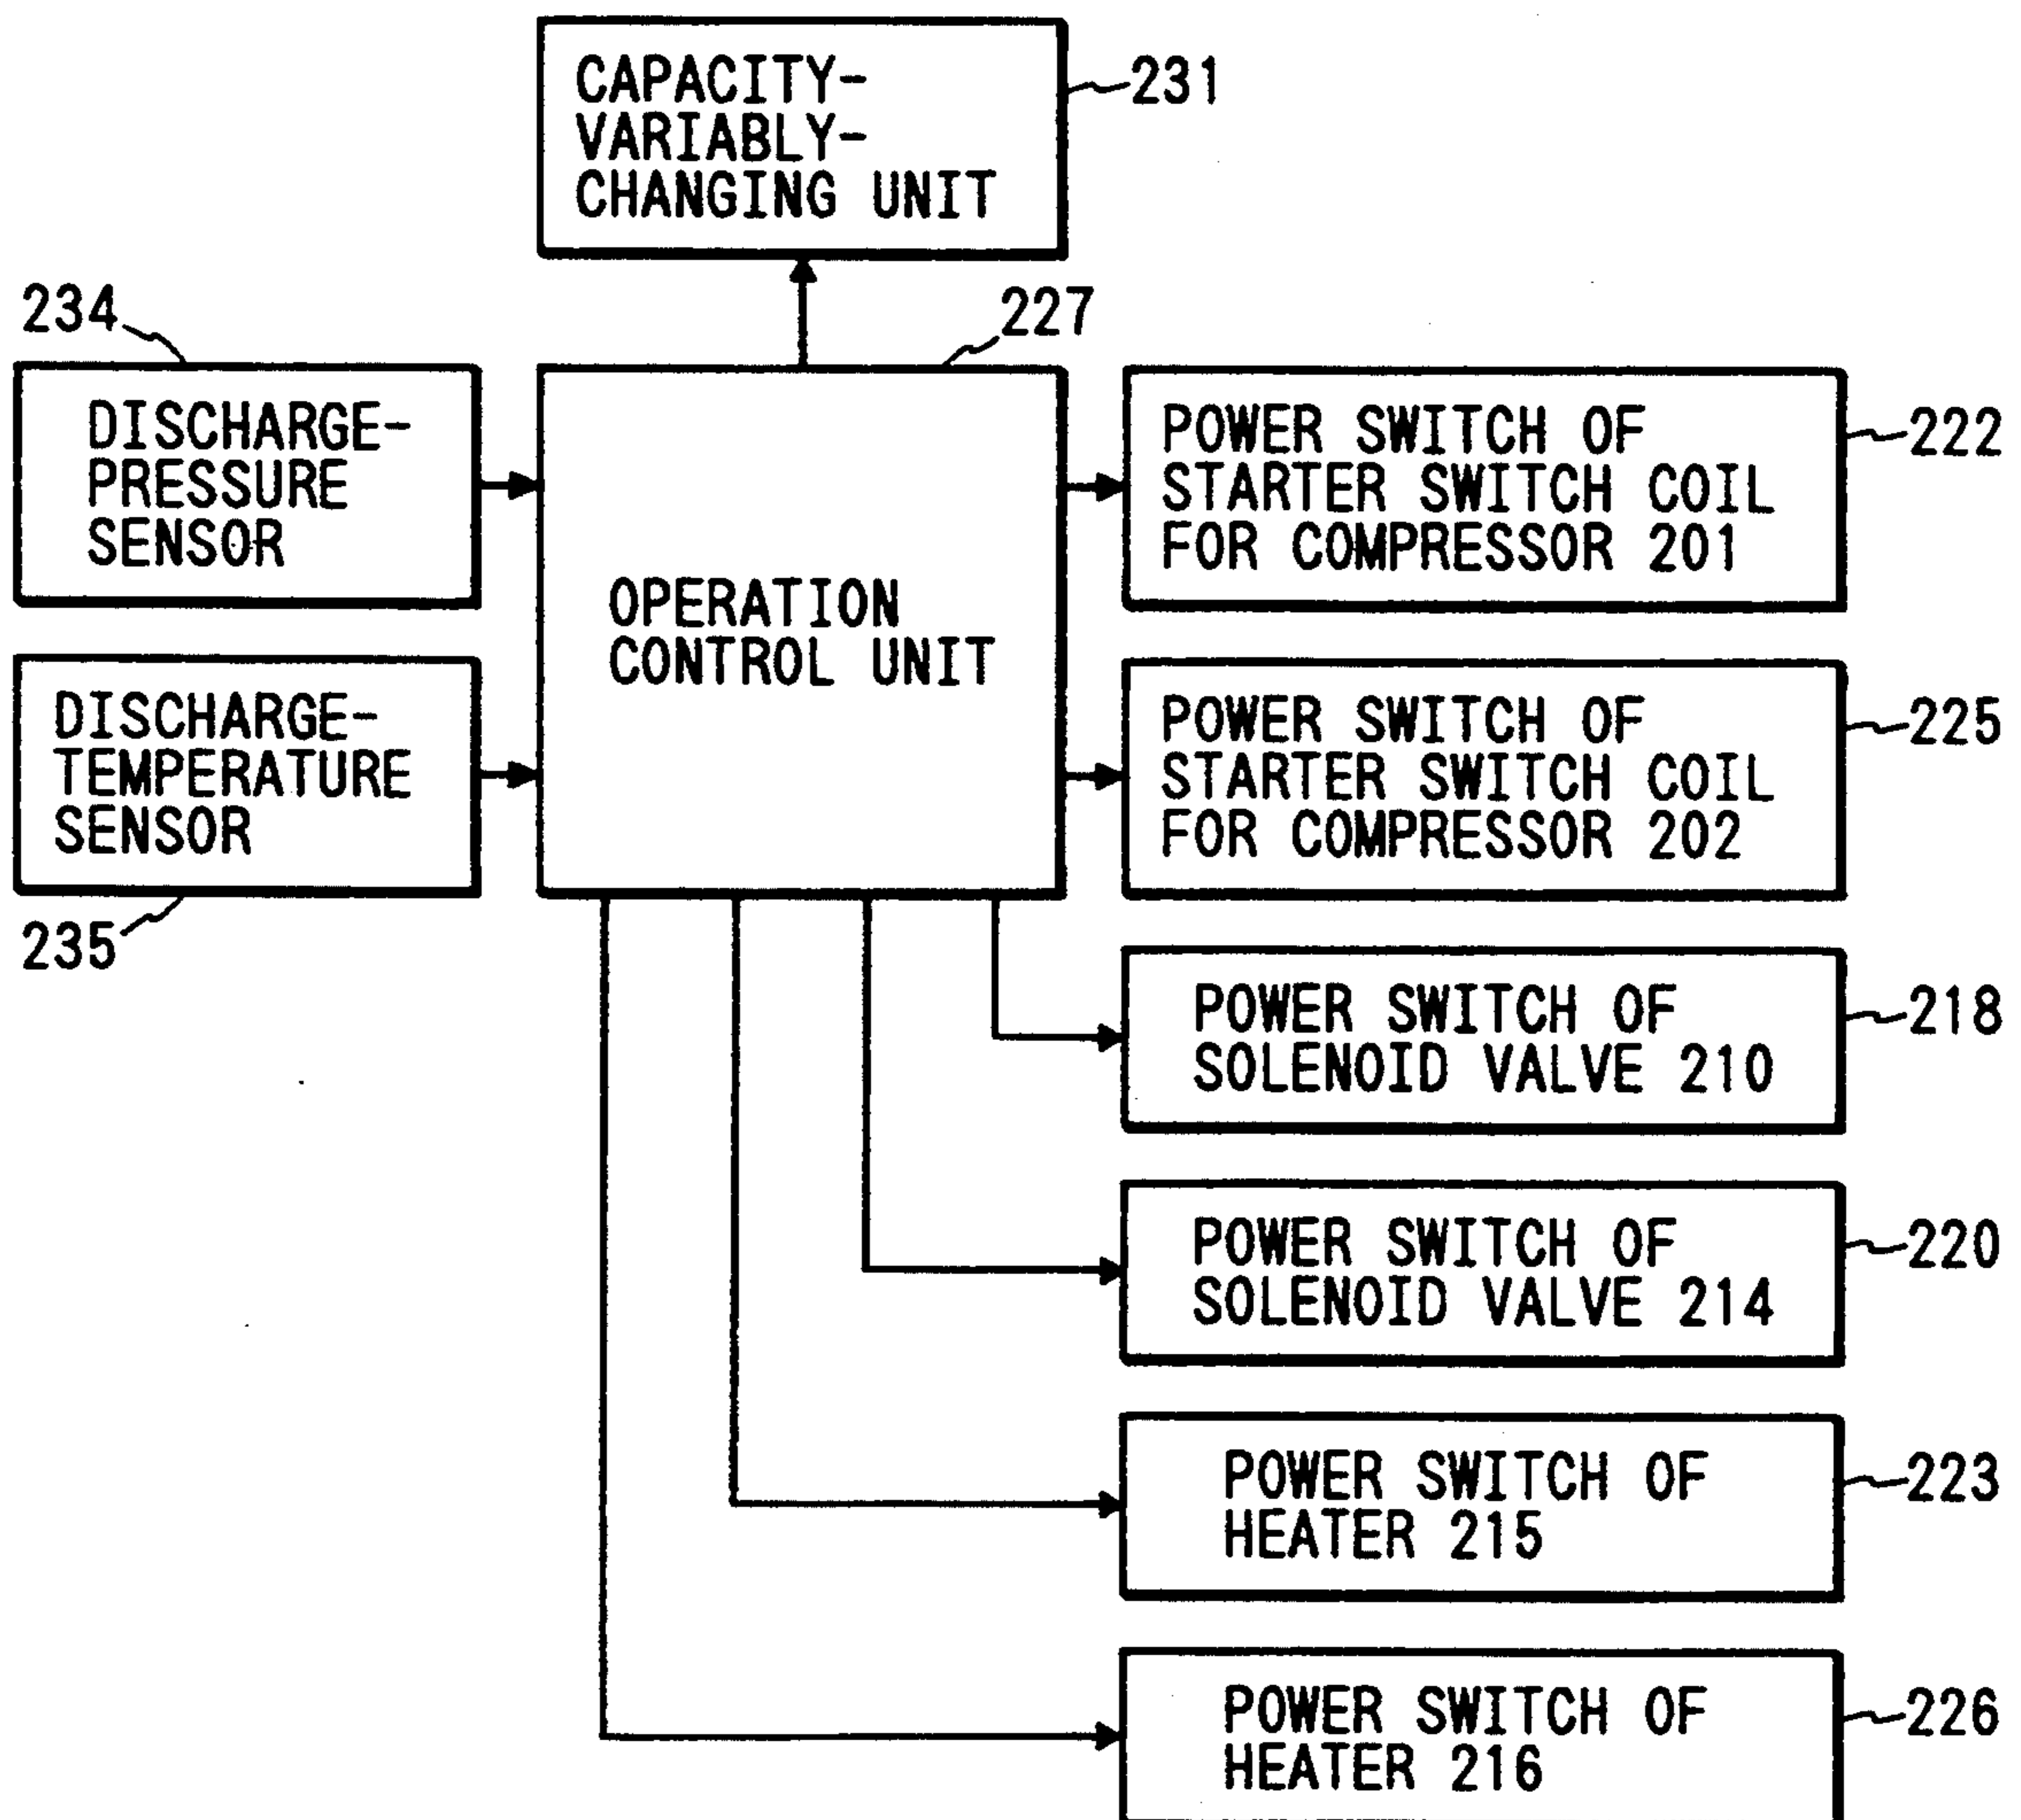 CAPACITY-
VARIABLY-
CHANGING UNIT
231
234
227
DISCHARGE-
PRESSURE
SENSOR
OPERATION
CONTROL UNIT
POWER SWITCH OF
STARTER SWITCH COIL
FOR COMPRESSOR 201
222
DISCHARGE-
TEMPERATURE
SENSOR
235
POWER SWITCH OF
STARTER SWITCH COIL
FOR COMPRESSOR 202
225
POWER SWITCH OF
SOLENOID VALVE 210
218
POWER SWITCH OF
SOLENOID VALVE 214
220
POWER SWITCH OF
HEATER 215
223
POWER SWITCH OF
HEATER 216
226